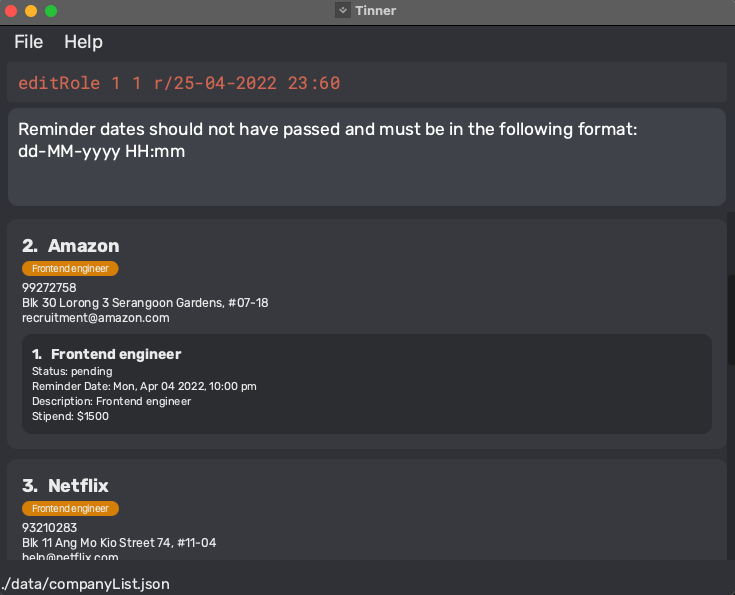 Tinner
File Help
editRole 1 1 r/25-04-2022 23:60
Reminder dates should not have passed and must be in the following format:
dd-MM-yyyy HH:mm
2. Amazon
Frontend engineer
99272758
Blk 30 Lorong 3 Serangoon Gardens, #07-18
recruitment@amazon.com
1. Frontend engineer
Status: pending
Reminder Date: Mon, Apr 04 2022, 10:00 pm
Description: Frontend engineer
Stipend: $1500
3. Netflix
Frontend engineer
93210283
Blk 11 Ang Mo Kio Street 74, #11-04
help@netflix.com
./data/companyList.json